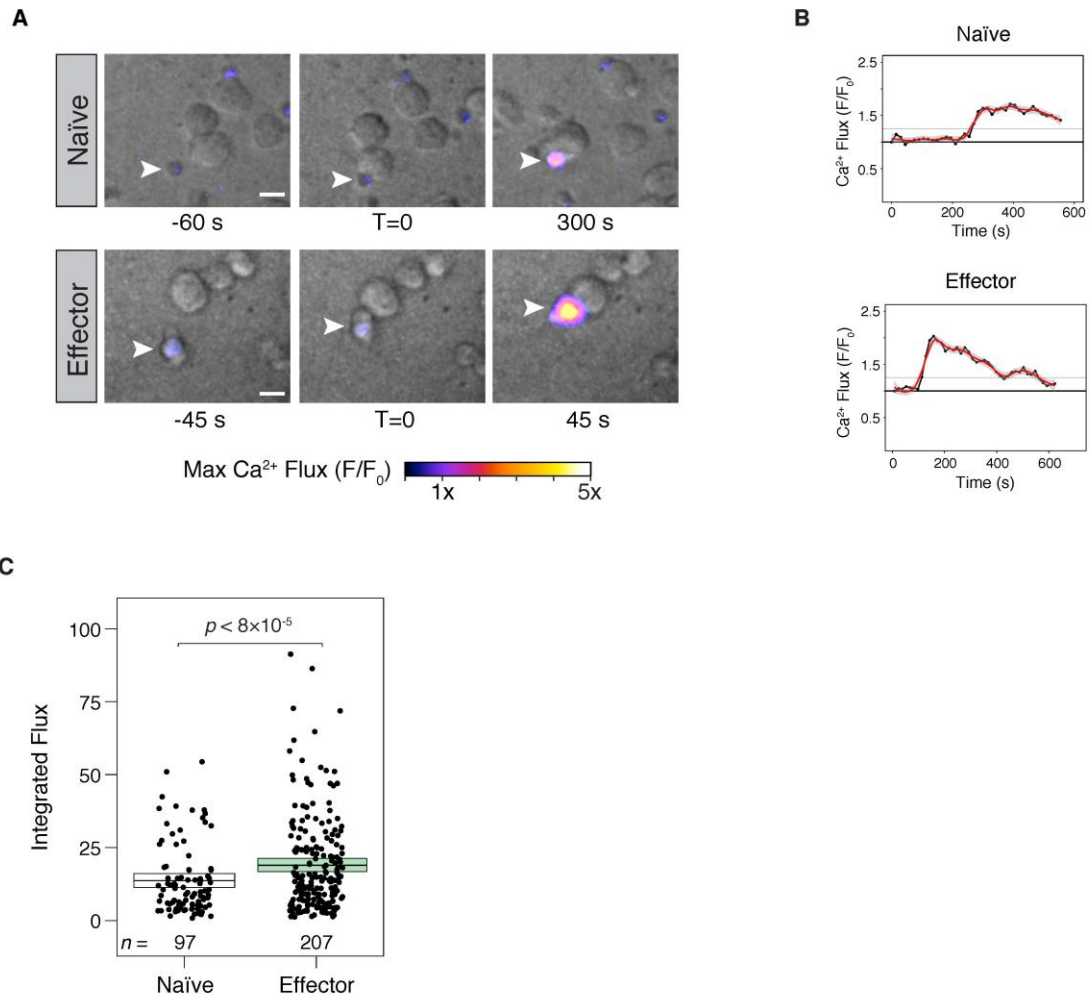 A
Naïve
-60 s
T=0
300 s
Effector
-45 s
T=0
45 s
Max Ca²⁺ Flux (F/F₀)
1x
5x
B
Naïve
Ca²⁺ Flux (F/F₀)
2.5
1.5
0.5
0
200
400
600
Time (s)
Effector
Ca²⁺ Flux (F/F₀)
2.5
1.5
0.5
0
200
400
600
Time (s)
C
Integrated Flux
100
75
50
25
0
p < 8×10⁻⁵
n = 97 207
Naïve
Effector